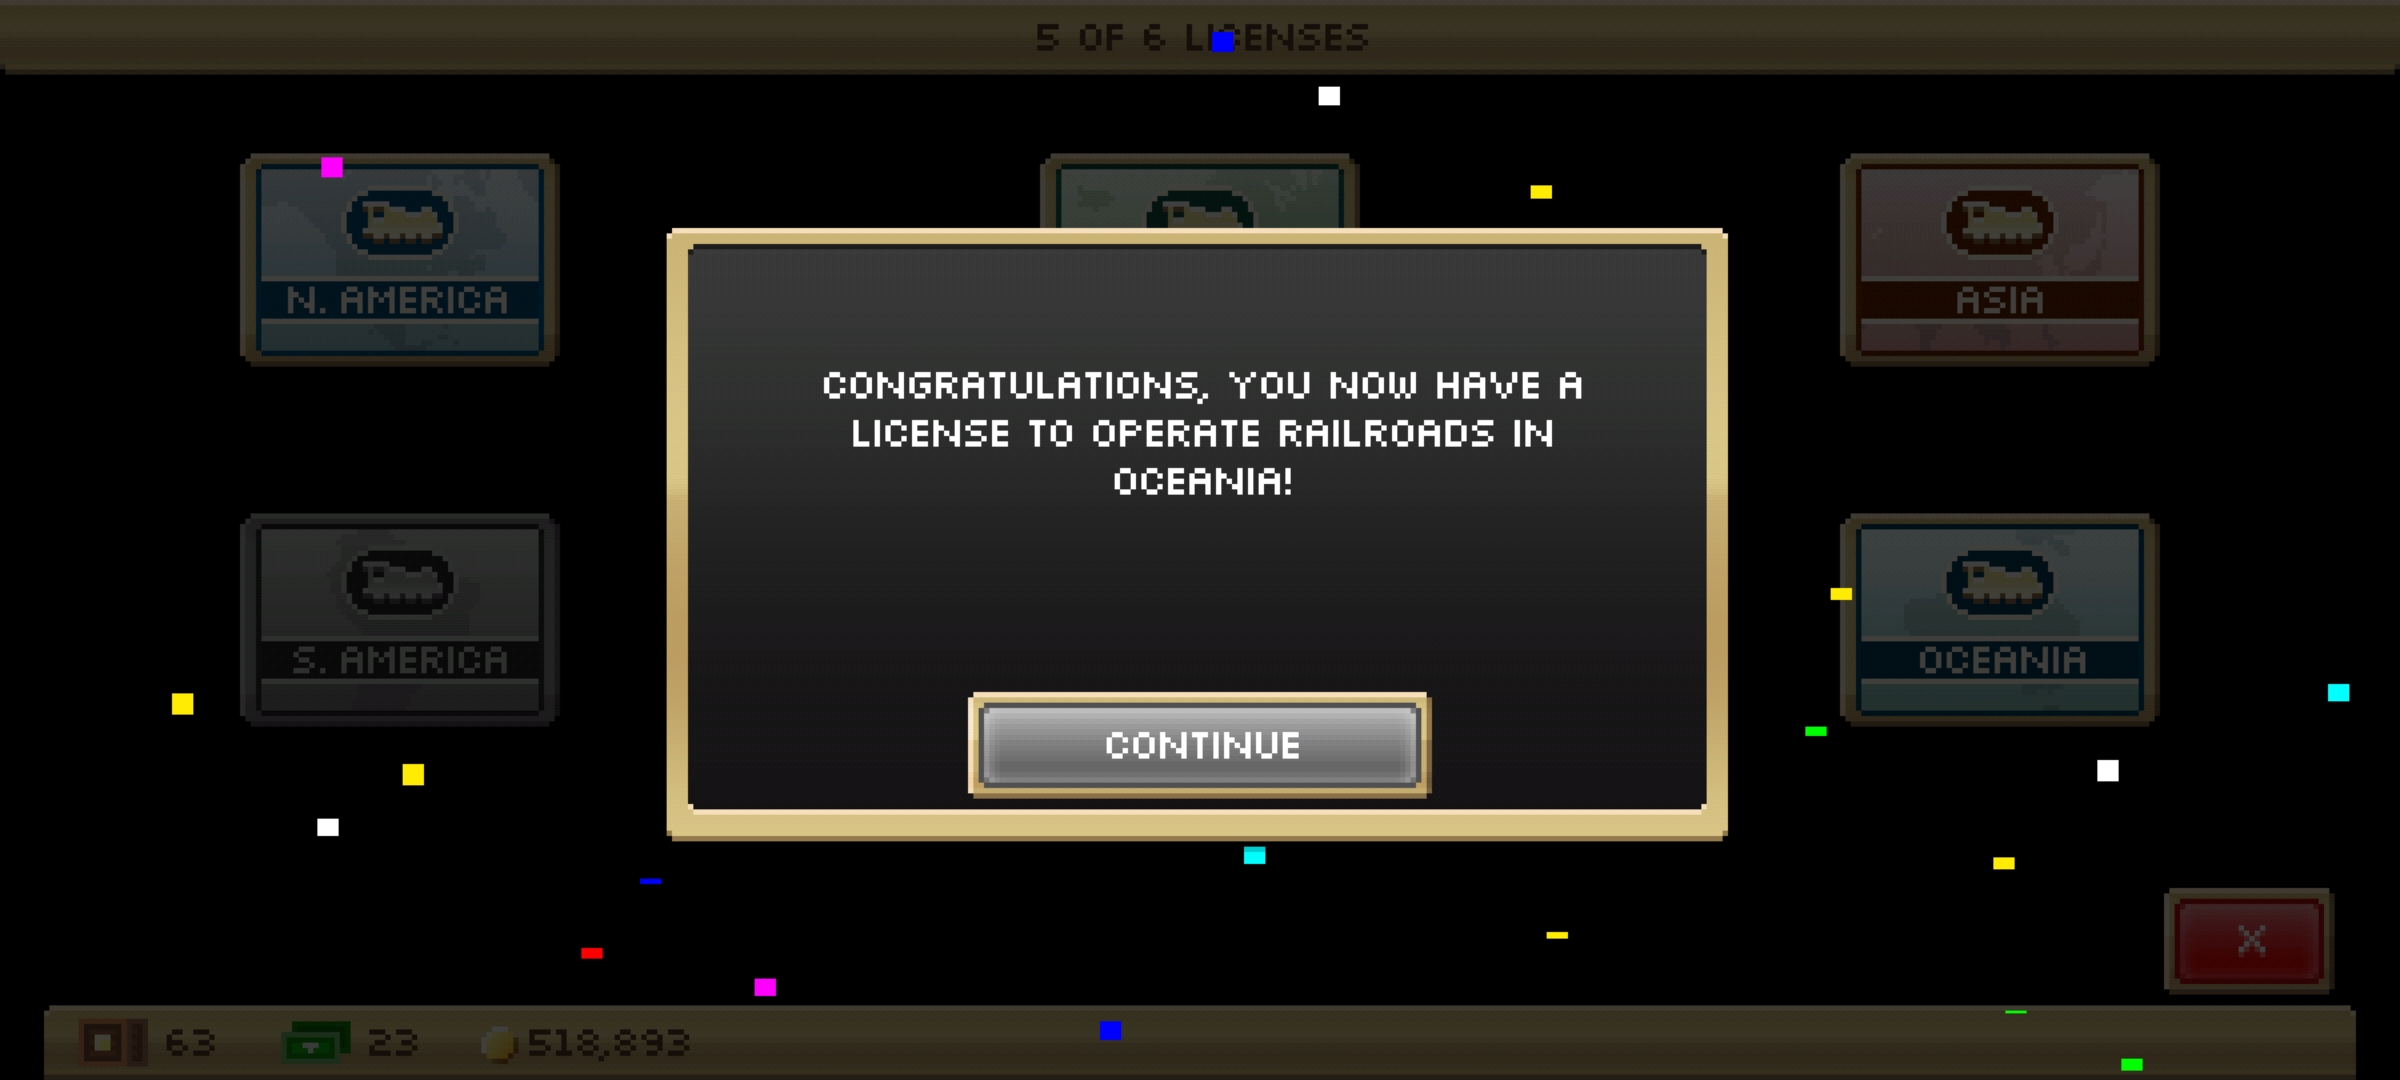 5 OF 6 LICENSES
N. AMERICA
ASIA
CONGRATULATIONS, YOU NOW HAVE A
LICENSE TO OPERATE RAILROADS IN
OCEANIA!
S. AMERICA
OCEANIA
CONTINUE
X
63
23
518,893